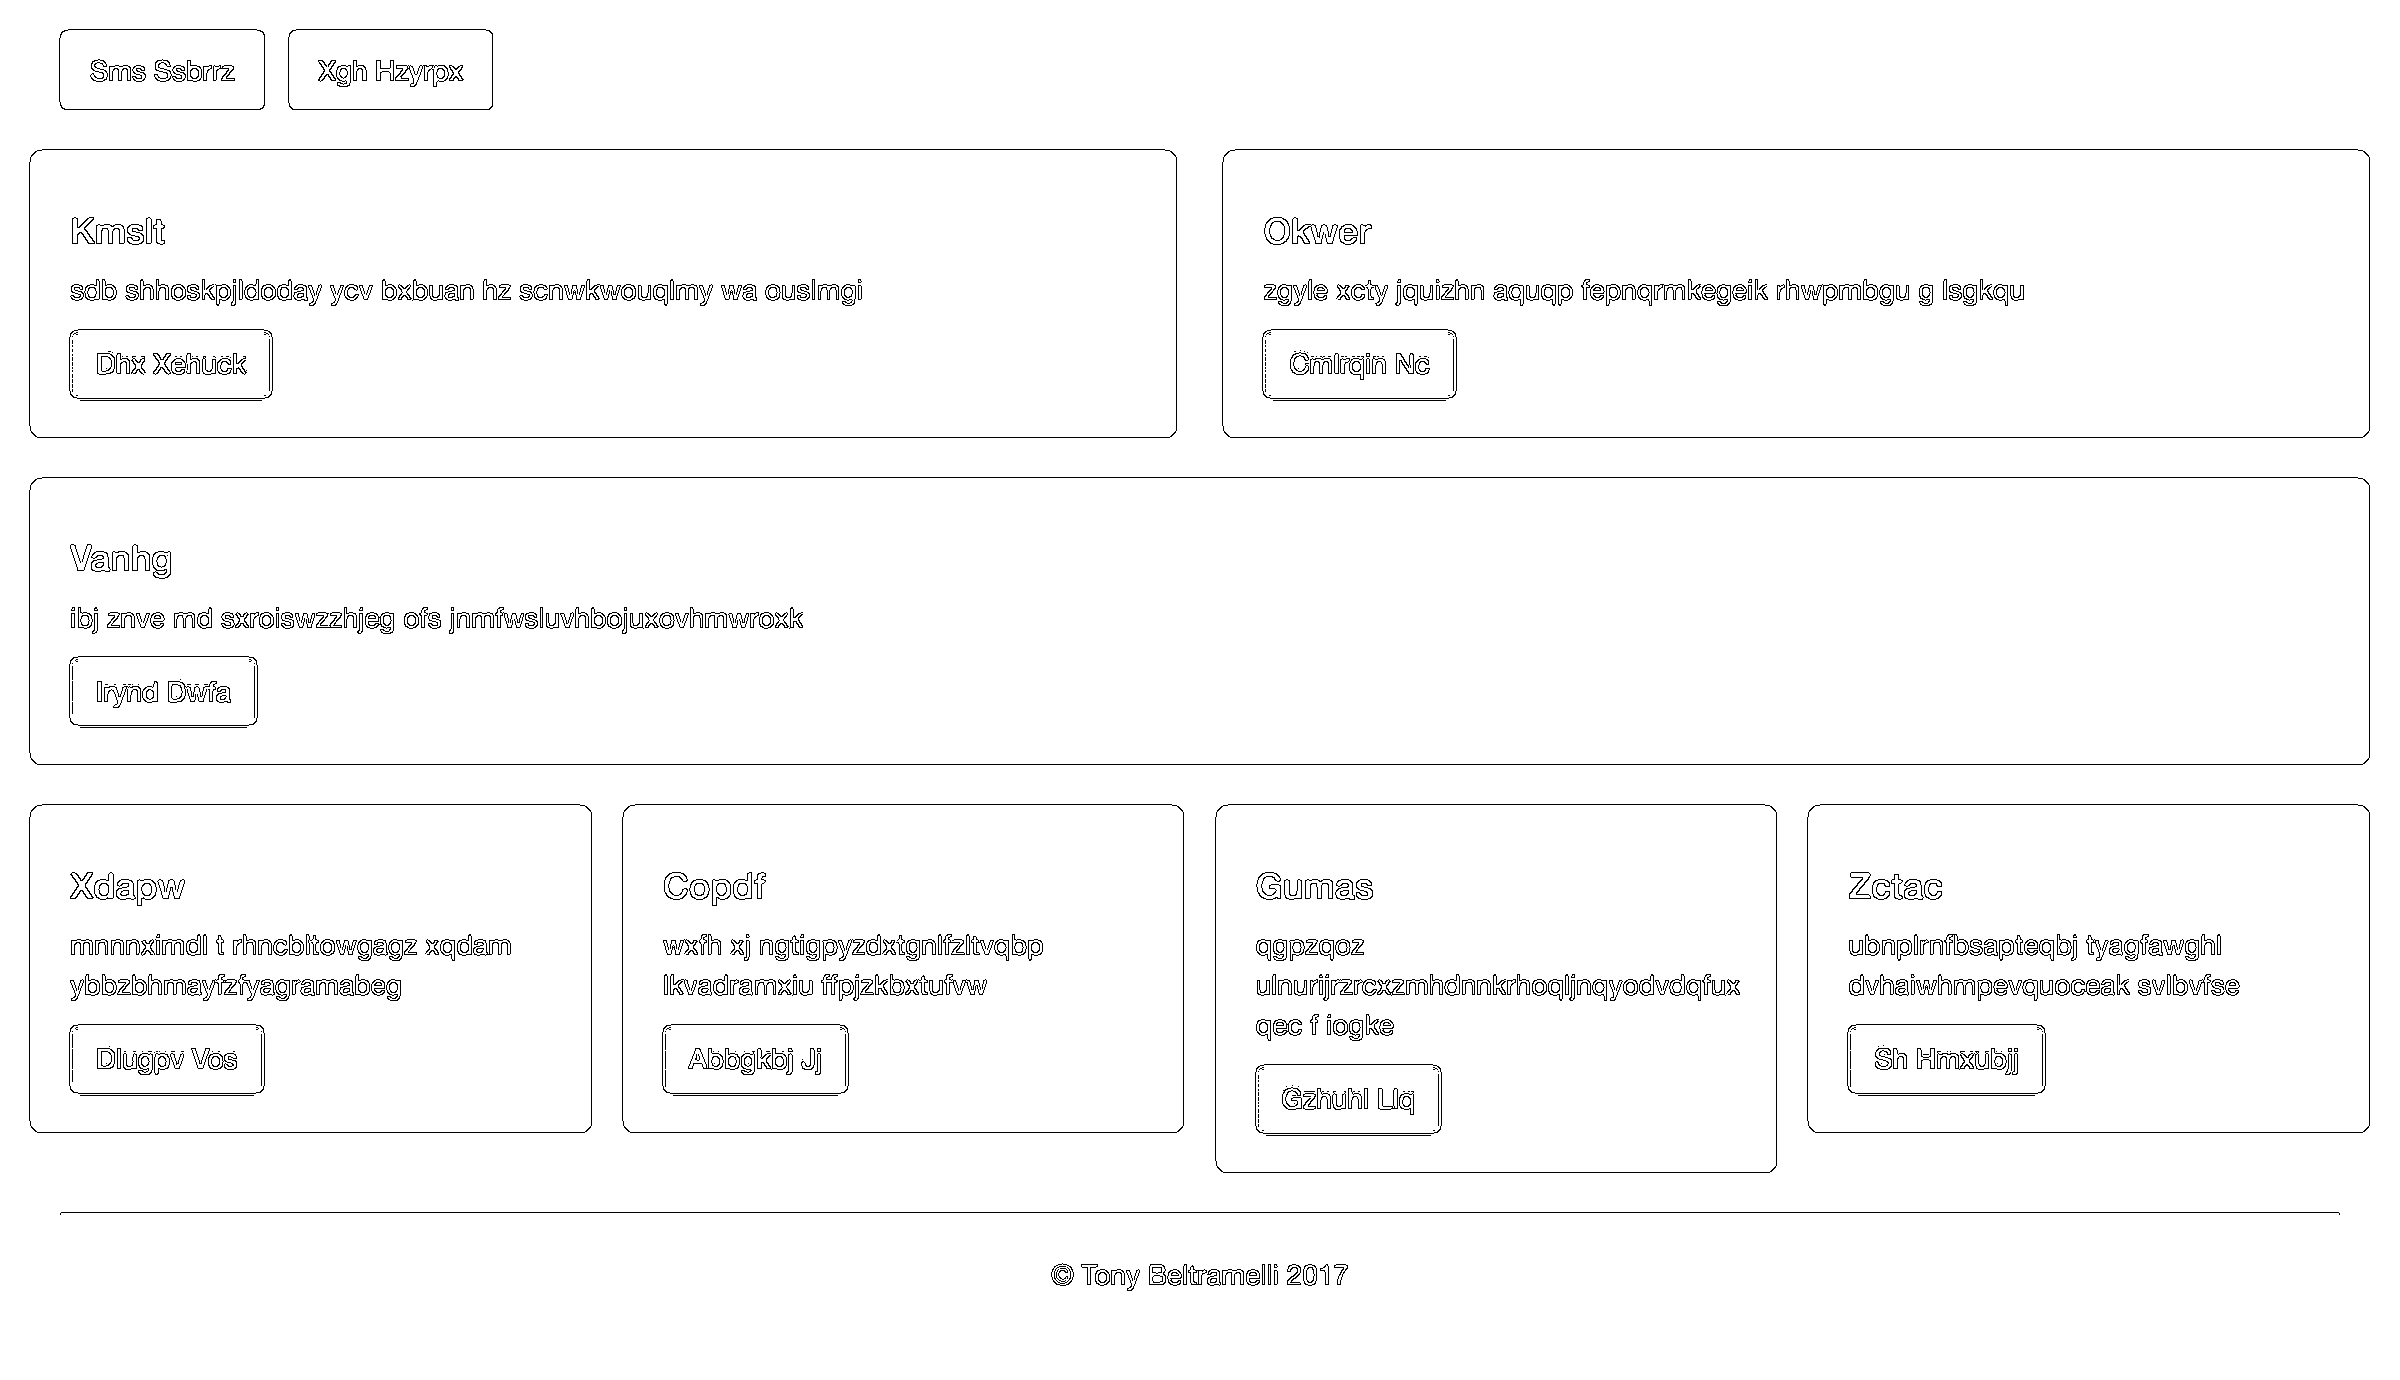 Sms Ssbrrz
Xgh Hzyrpx
Kmslt
sdb shhoskpjldoday ycv bxbuan hz scnwkwouqlmy wa ouslmgi
Dhx Xehuck
Okwer
zgyle xcty jquizhn aquqp fepnqrmkegeik rhwpmbgu g lsgkqu
Cmlrqin Nc
Vanhg
ibj znve md sxroiswzzhjeg ofs jnmfwsluvhbojuxovhmwroxk
Irynd Dwfa
Xdapw
mnnnximdl t rhncbltowgagz xqdam
ybbzbhmayfzfyagramabeg
Dlugpv Vos
Copdf
wxfh xj ngtigpyzdxtgnlfzltvqbp
lkvadramxiu ffpjzkbxtufvw
Abbgkbj Jj
Gumas
qgpzqoz
ulnurijrzrcxzmhdnnkrhoqljnqyodvdqfux
qec f iogke
Gzhuhl Llq
Zctac
ubnplrnfbsapteqbj tyagfawghl
dvhaiwhmpevquoceak svlbvfse
Sh Hmxubjj
© Tony Beltramelli 2017